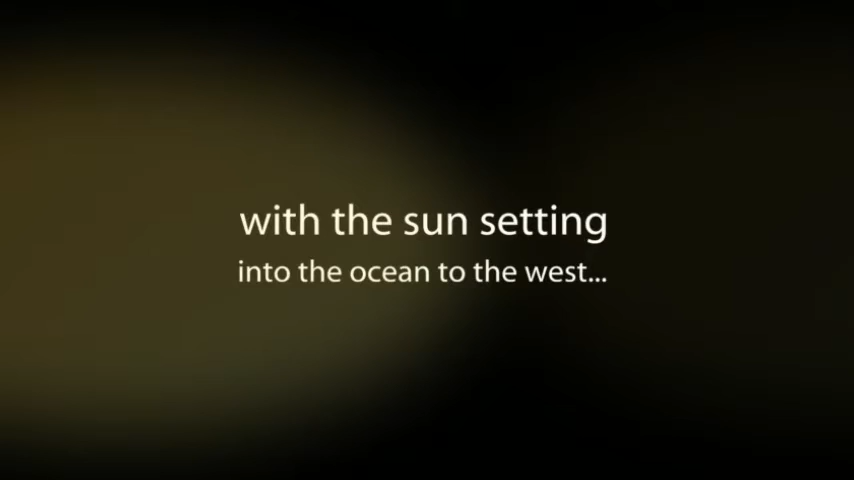 with the sun setting
into the ocean to the west...